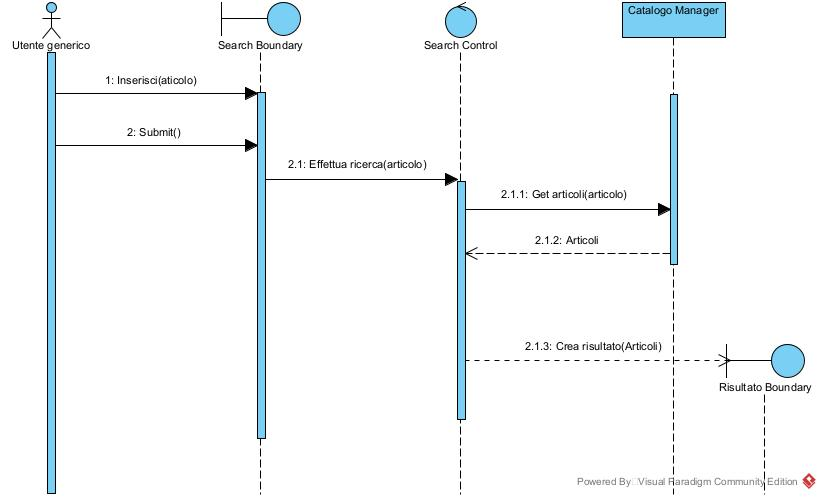 Utente generico
Search Boundary
Search Control
Catalogo Manager
1: Inserisci(aticolo)
2: Submit()
2.1: Effettua ricerca(articolo)
2.1.1: Get articoli(articolo)
2.1.2: Articoli
2.1.3: Crea risultato(Articoli)
Risultato Boundary
Powered By Visual Paradigm Community Edition